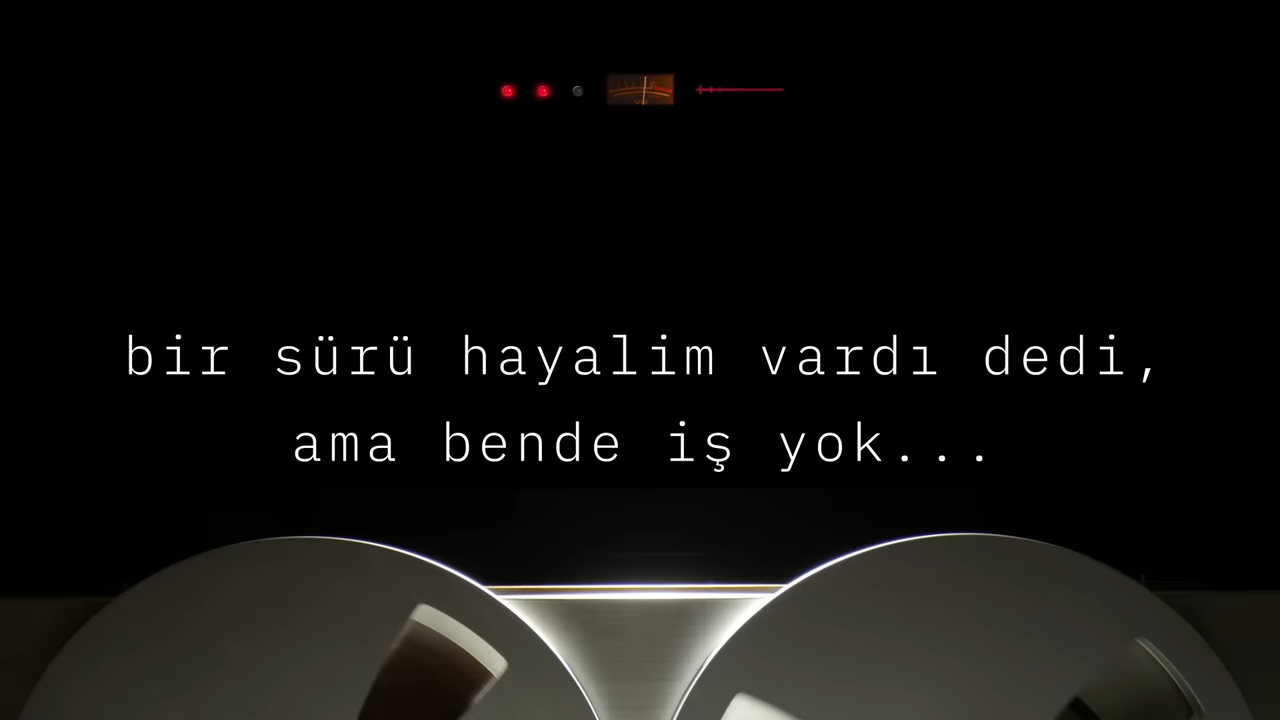 bir sürü hayalim vardı dedi,
ama bende iş yok...